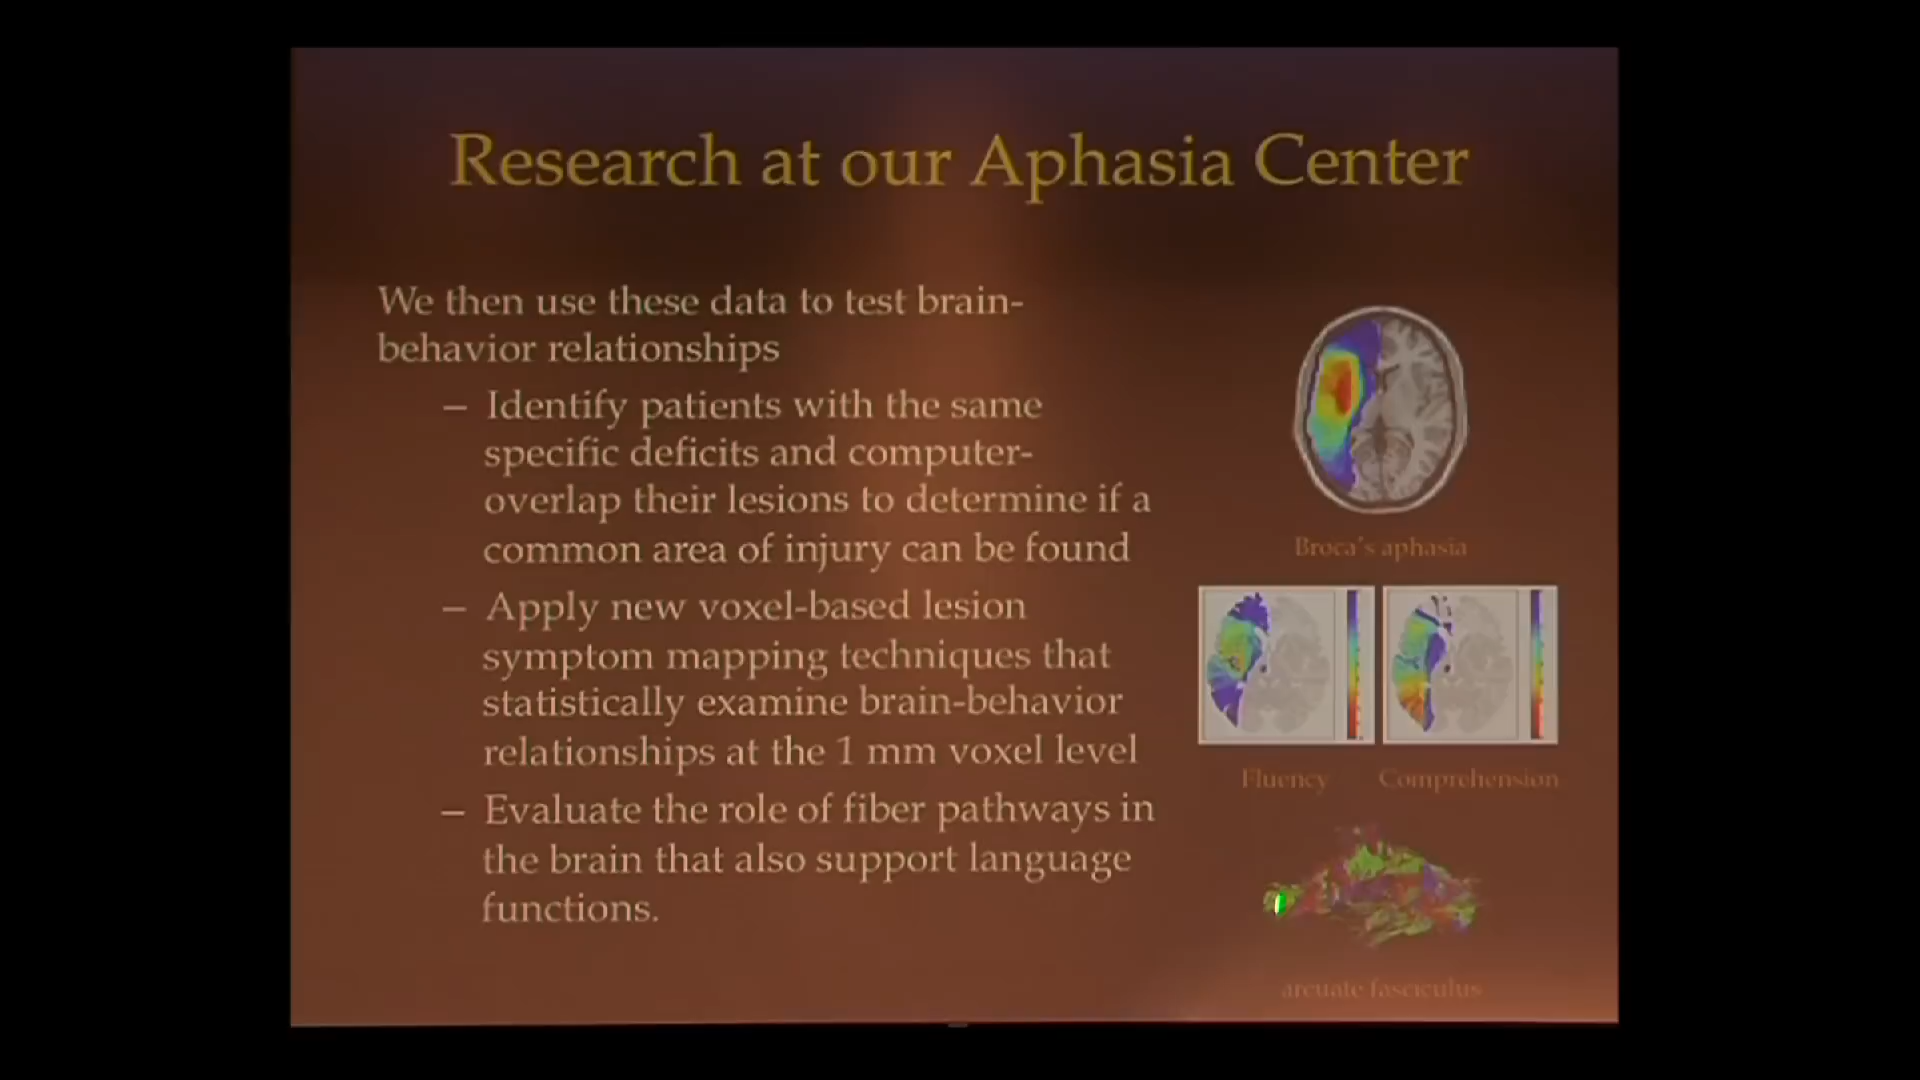 Research at our Aphasia Center
We then use these data to test brain-
behavior relationships
– Identify patients with the same
specific deficits and computer-
overlap their lesions to determine if a
common area of injury can be found
– Apply new voxel-based lesion
symptom mapping techniques that
statistically examine brain-behavior
relationships at the 1 mm voxel level
– Evaluate the role of fiber pathways in
the brain that also support language
functions.
Broca's aphasia
Fluency
Comprehension
arcuate fasciculus